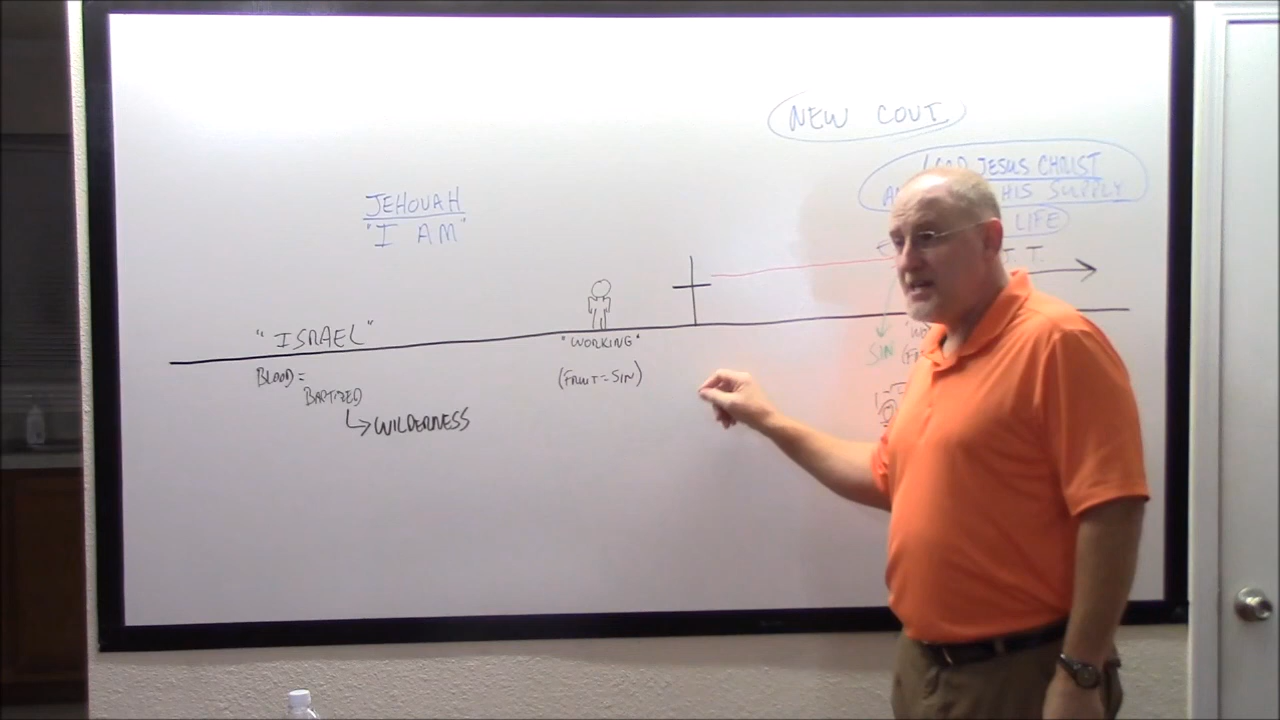 NEW COVT.
JESUS CHRIST
HIS SUPPLY
LIFE
JEHOVAH
"I AM"
T. T.
"ISRAEL"
"WORKING"
SIN
BLOOD =
(FRUIT = SIN)
BAPTIZED
WILDERNESS